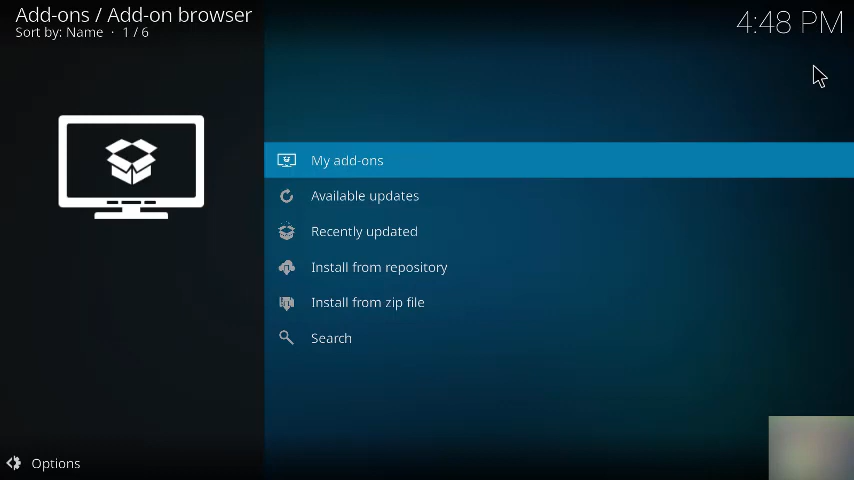 Add-ons / Add-on browser
Sort by: Name · 1 / 6
4:48 PM
My add-ons
Available updates
Recently updated
Install from repository
Install from zip file
Search
Options